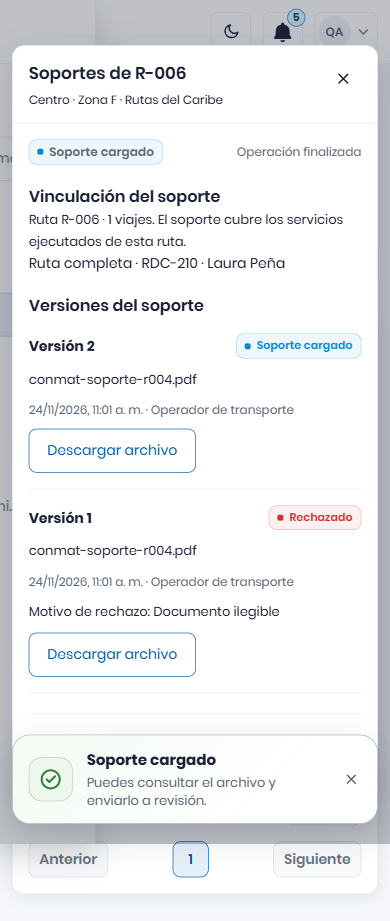 5
QA
Soportes de R-006
Centro · Zona F · Rutas del Caribe
Soporte cargado
Operación finalizada
Vinculación del soporte
Ruta R-006 · 1 viajes. El soporte cubre los servicios
ejecutados de esta ruta.
Ruta completa · RDC-210 · Laura Peña
Versiones del soporte
Versión 2
Soporte cargado
conmat-soporte-r004.pdf
24/11/2026, 11:01 a. m. · Operador de transporte
Descargar archivo
Versión 1
Rechazado
conmat-soporte-r004.pdf
24/11/2026, 11:01 a. m. · Operador de transporte
Motivo de rechazo: Documento ilegible
Descargar archivo
Soporte cargado
Puedes consultar el archivo y
enviarlo a revisión.
Anterior
1
Siguiente